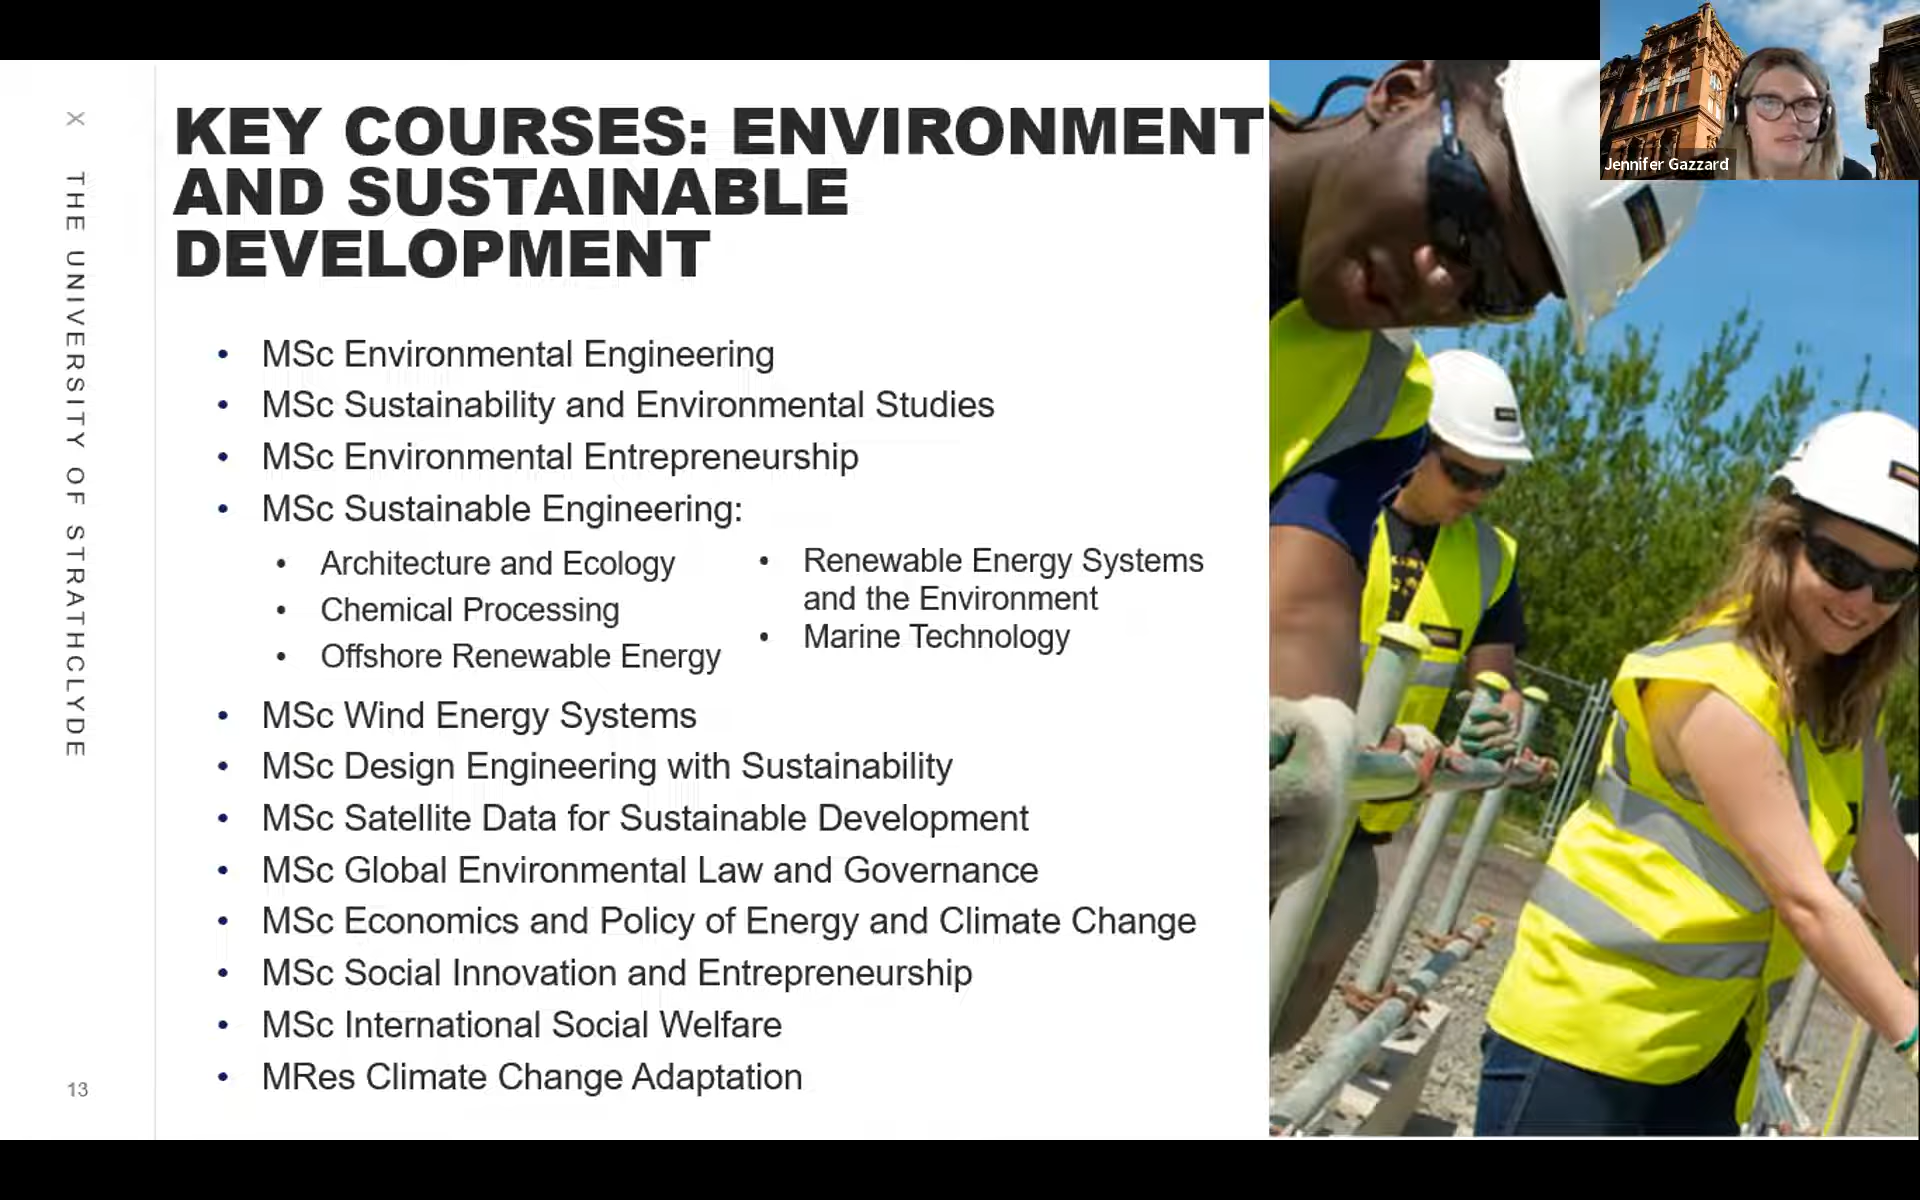 X THE UNIVERSITY OF STRATHCLYDE
KEY COURSES: ENVIRONMENT
AND SUSTAINABLE
DEVELOPMENT
• MSc Environmental Engineering
• MSc Sustainability and Environmental Studies
• MSc Environmental Entrepreneurship
• MSc Sustainable Engineering:
• Architecture and Ecology
• Chemical Processing
• Offshore Renewable Energy
• Renewable Energy Systems
and the Environment
• Marine Technology
• MSc Wind Energy Systems
• MSc Design Engineering with Sustainability
• MSc Satellite Data for Sustainable Development
• MSc Global Environmental Law and Governance
• MSc Economics and Policy of Energy and Climate Change
• MSc Social Innovation and Entrepreneurship
• MSc International Social Welfare
• MRes Climate Change Adaptation
13
Jennifer Gazzard